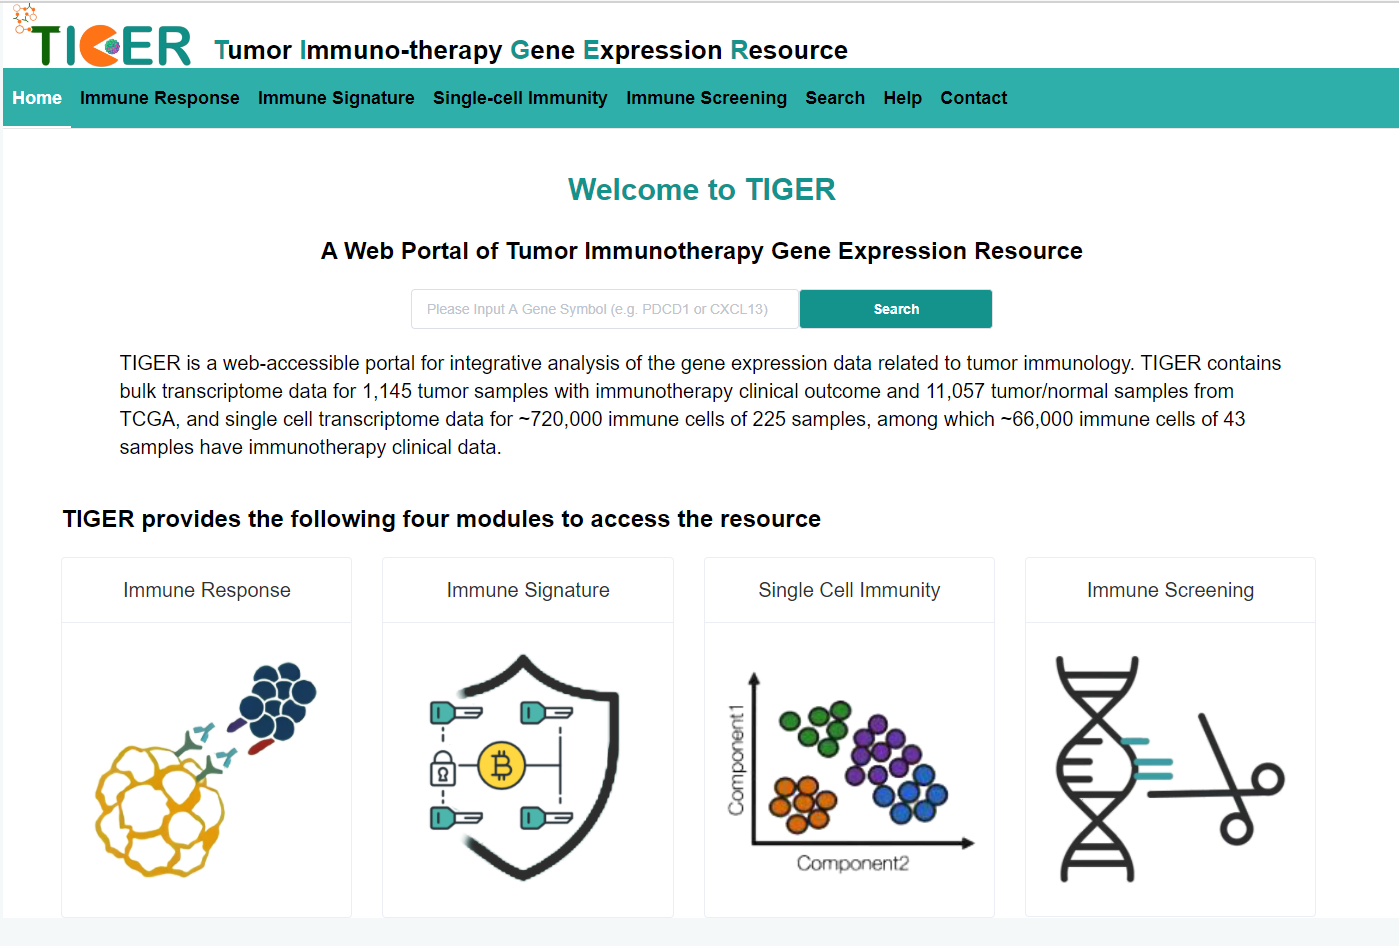 TIGER Tumor Immuno-therapy Gene Expression Resource
Home Immune Response Immune Signature Single-cell Immunity Immune Screening Search Help Contact
Welcome to TIGER
A Web Portal of Tumor Immunotherapy Gene Expression Resource
Please Input A Gene Symbol (e.g. PDCD1 or CXCL13) Search
TIGER is a web-accessible portal for integrative analysis of the gene expression data related to tumor immunology. TIGER contains
bulk transcriptome data for 1,145 tumor samples with immunotherapy clinical outcome and 11,057 tumor/normal samples from
TCGA, and single cell transcriptome data for ~720,000 immune cells of 225 samples, among which ~66,000 immune cells of 43
samples have immunotherapy clinical data.
TIGER provides the following four modules to access the resource
Immune Response
Immune Signature
Single Cell Immunity
Component1
Component2
Immune Screening